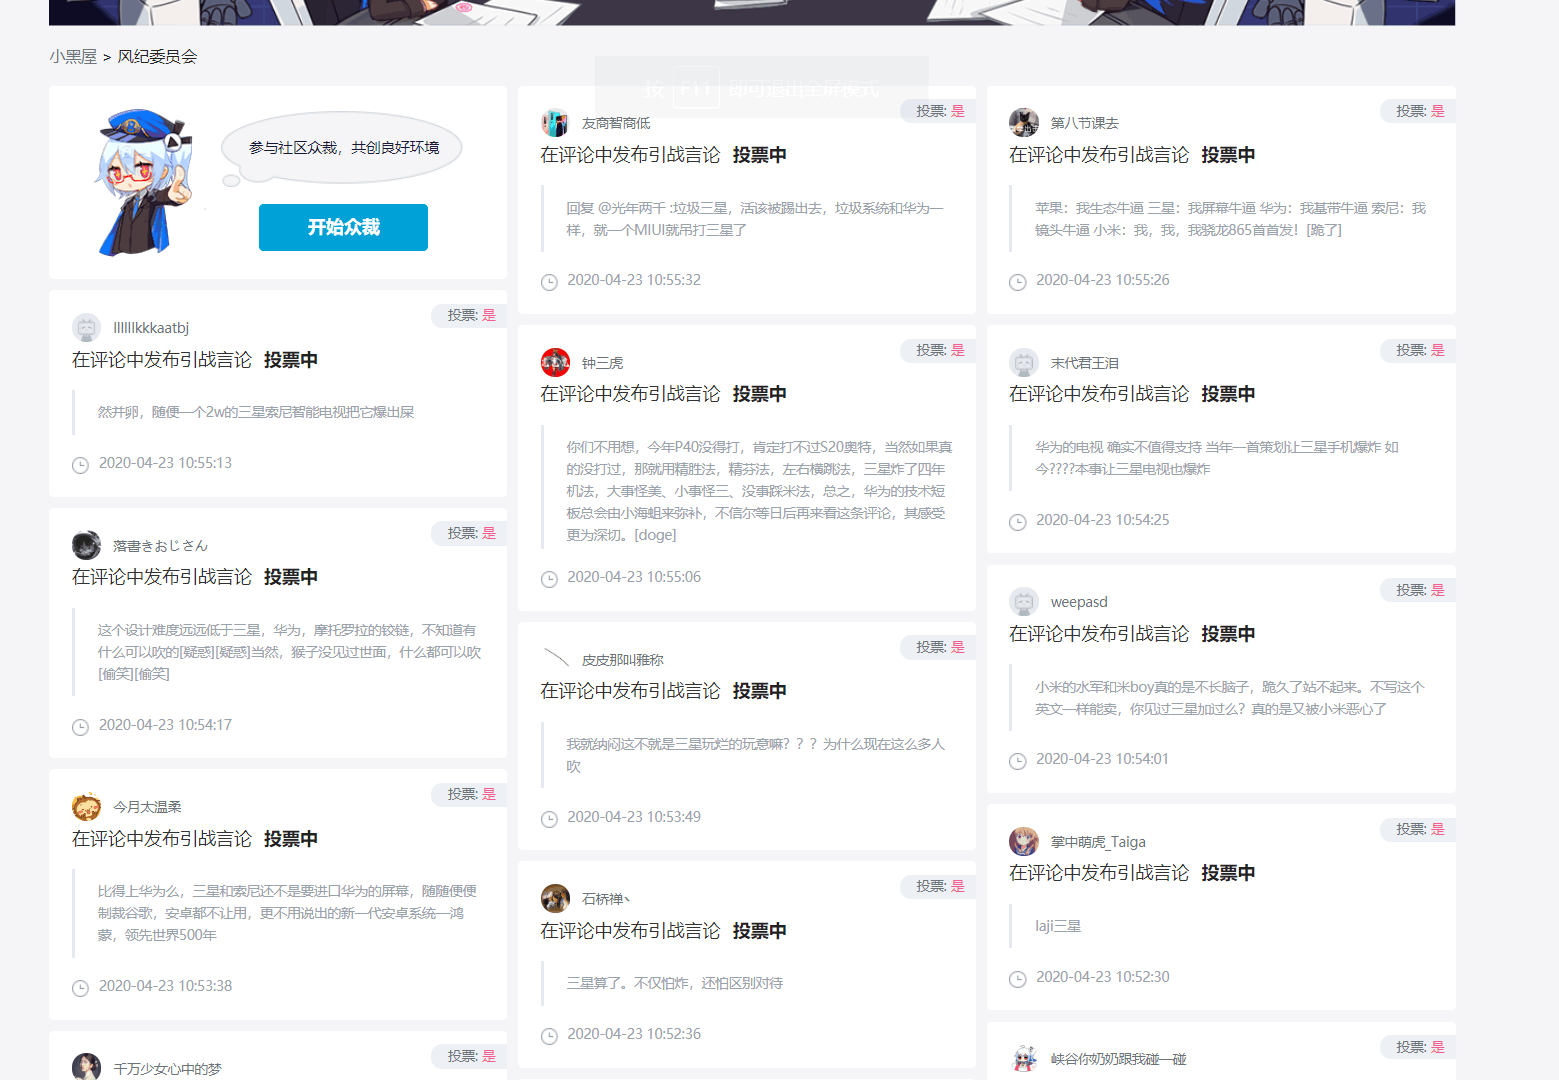 小黑屋 > 风纪委员会
按 F11 即可退出全屏模式
参与社区众裁，共创良好环境
开始众裁
投票: 是
llllllkkkaatbj
在评论中发布引战言论 投票中
然并卵，随便一个2w的三星索尼智能电视把它爆出屎
2020-04-23 10:55:13
投票: 是
落書きおじさん
在评论中发布引战言论 投票中
这个设计难度远远低于三星，华为，摩托罗拉的铰链，不知道有
什么可以吹的[疑惑][疑惑]当然，猴子没见过世面，什么都可以吹
[偷笑][偷笑]
2020-04-23 10:54:17
投票: 是
今月太温柔
在评论中发布引战言论 投票中
比得上华为么，三星和索尼还不是要进口华为的屏幕，随随便便
制裁谷歌，安卓都不让用，更不用说出的新一代安卓系统—鸿
蒙，领先世界500年
2020-04-23 10:53:38
投票: 是
千万少女心中的梦
投票: 是
友商智商低
在评论中发布引战言论 投票中
回复 @光年两千 :垃圾三星，活该被踢出去，垃圾系统和华为一
样，就一个MIUI就吊打三星了
2020-04-23 10:55:32
投票: 是
钟三虎
在评论中发布引战言论 投票中
你们不用想，今年P40没得打，肯定打不过S20奥特，当然如果真
的没打过，那就用精胜法，精芬法，左右横跳法，三星炸了四年
机法，大事怪美、小事怪三、没事踩米法，总之，华为的技术短
板总会由小海蛆来弥补，不信尔等日后再来看这条评论，其感受
更为深切。[doge]
2020-04-23 10:55:06
投票: 是
皮皮那叫雅称
在评论中发布引战言论 投票中
我就纳闷这不就是三星玩烂的玩意嘛？？？为什么现在这么多人
吹
2020-04-23 10:53:49
投票: 是
石桥禅丶
在评论中发布引战言论 投票中
三星算了。不仅怕炸，还怕区别对待
2020-04-23 10:52:36
投票: 是
第八节课去
在评论中发布引战言论 投票中
苹果：我生态牛逼 三星：我屏幕牛逼 华为：我基带牛逼 索尼：我
镜头牛逼 小米：我，我，我骁龙865首首发！[跪了]
2020-04-23 10:55:26
投票: 是
末代君王泪
在评论中发布引战言论 投票中
华为的电视 确实不值得支持 当年一首策划让三星手机爆炸 如
今????本事让三星电视也爆炸
2020-04-23 10:54:25
投票: 是
weepasd
在评论中发布引战言论 投票中
小米的水军和米boy真的是不长脑子，跪久了站不起来。不写这个
英文一样能卖，你见过三星加过么？真的是又被小米恶心了
2020-04-23 10:54:01
投票: 是
掌中萌虎_Taiga
在评论中发布引战言论 投票中
laji三星
2020-04-23 10:52:30
投票: 是
峡谷你奶奶跟我碰一碰